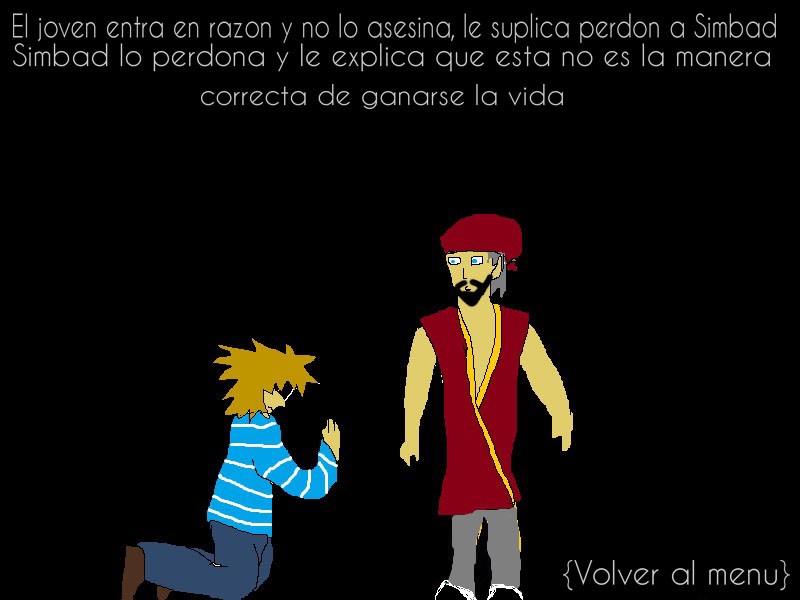 El joven entra en razon y no lo asesina, le suplica perdon a Simbad
Simbad lo perdona y le explica que esta no es la manera
correcta de ganarse la vida
{Volver al menu}